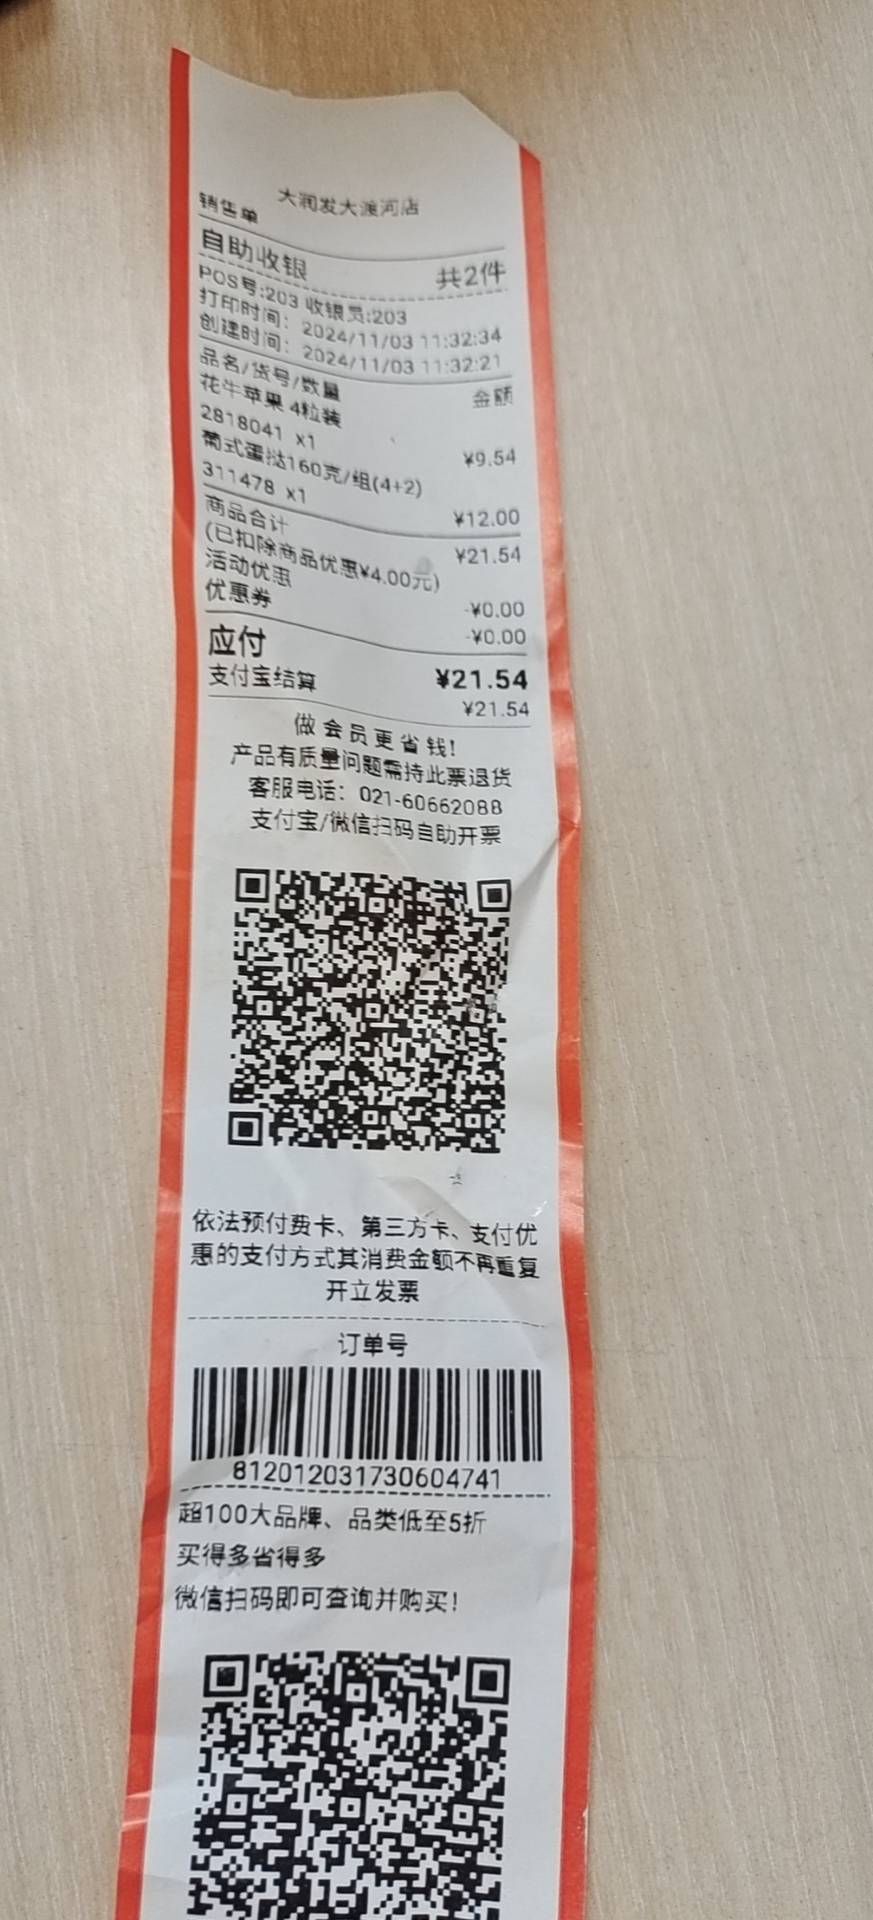 大润发大渡河店
销售单
自助收银 共2件
POS号:203 收银员:203
打印时间: 2024/11/03 11:32:34
创建时间: 2024/11/03 11:32:21
品名/货号/数量 金额
花牛苹果 4粒装
2818041 x1 ¥9.54
葡式蛋挞160克/组(4+2)
311478 x1 ¥12.00
商品合计 ¥21.54
(已扣除商品优惠¥4.00元)
活动优惠 -¥0.00
优惠券 -¥0.00
应付 ¥21.54
支付宝结算 ¥21.54
做会员更省钱!
产品有质量问题需持此票退货
客服电话: 021-60662088
支付宝/微信扫码自助开票
依法预付费卡、第三方卡、支付优
惠的支付方式其消费金额不再重复
开立发票
订单号
812012031730604741
超100大品牌、品类低至5折
买得多省得多
微信扫码即可查询并购买!